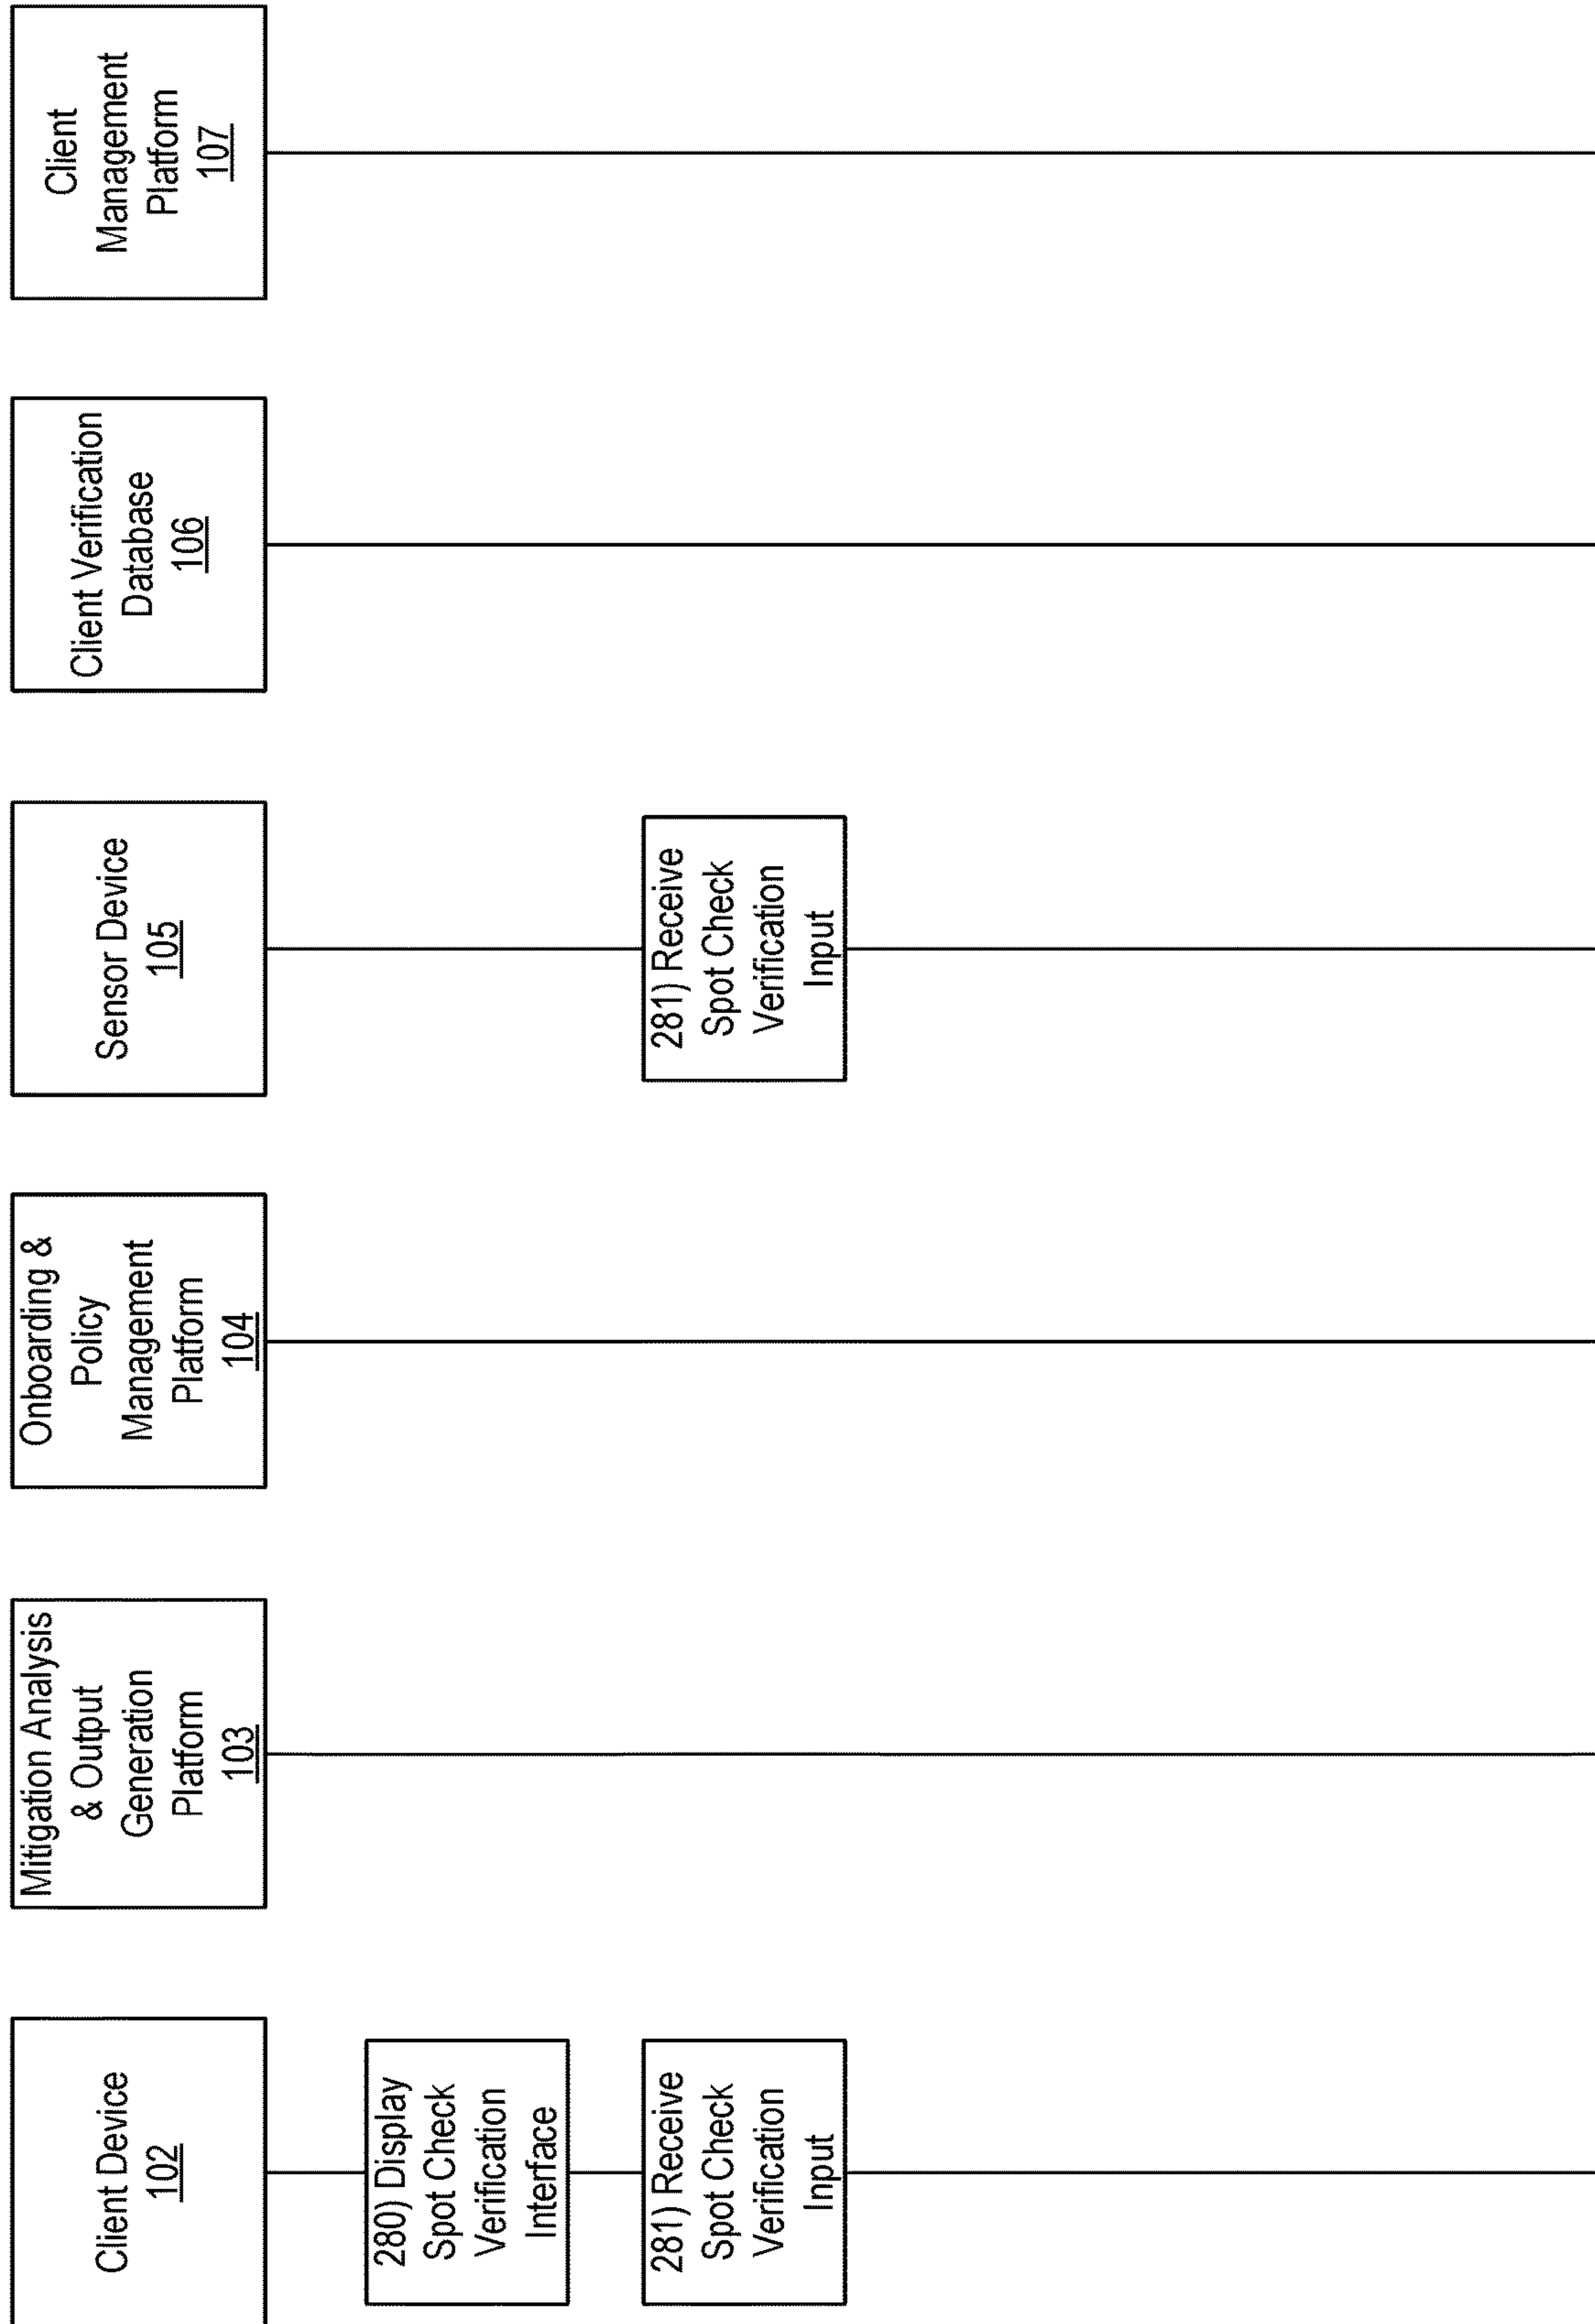 Client Device
102
Mitigation Analysis
& Output
Generation
Platform
103
Onboarding &
Policy
Management
Platform
104
Sensor Device
105
Client Verification
Database
106
Client
Management
Platform
107
280) Display
Spot Check
Verification
Interface
281) Receive
Spot Check
Verification
Input
281) Receive
Spot Check
Verification
Input